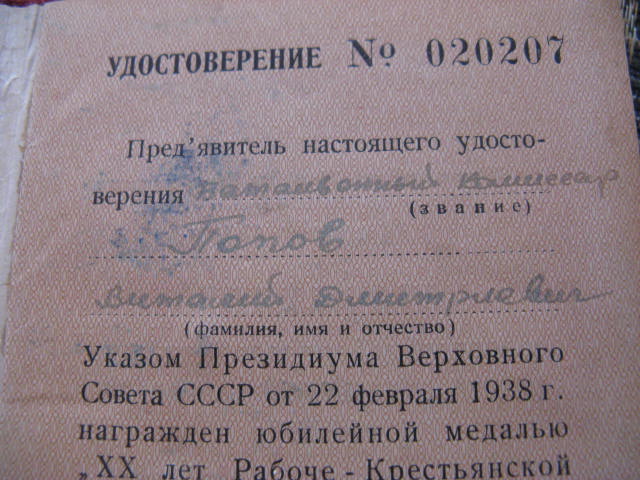 УДОСТОВЕРЕНИЕ № 020207
Пред'явитель настоящего удосто-
верения батальонный комиссар
(звание)
Попов
Виталий Дмитриевич
(фамилия, имя и отчество)
Указом Президиума Верховного
Совета СССР от 22 февраля 1938 г.
награжден юбилейной медалью
„XX лет Рабоче - Крестьянской